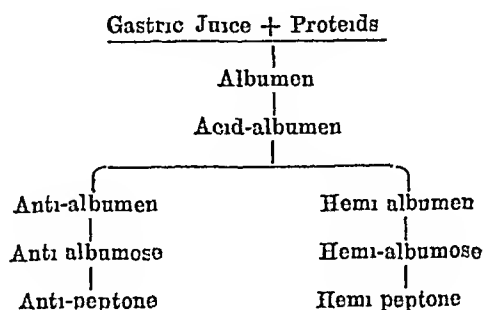 Gastric Juice + Proteids
Albumen
Acid-albumen
Anti-albumen Hemi albumen
Anti albumose Hemi-albumose
Anti-peptone Hemi peptone